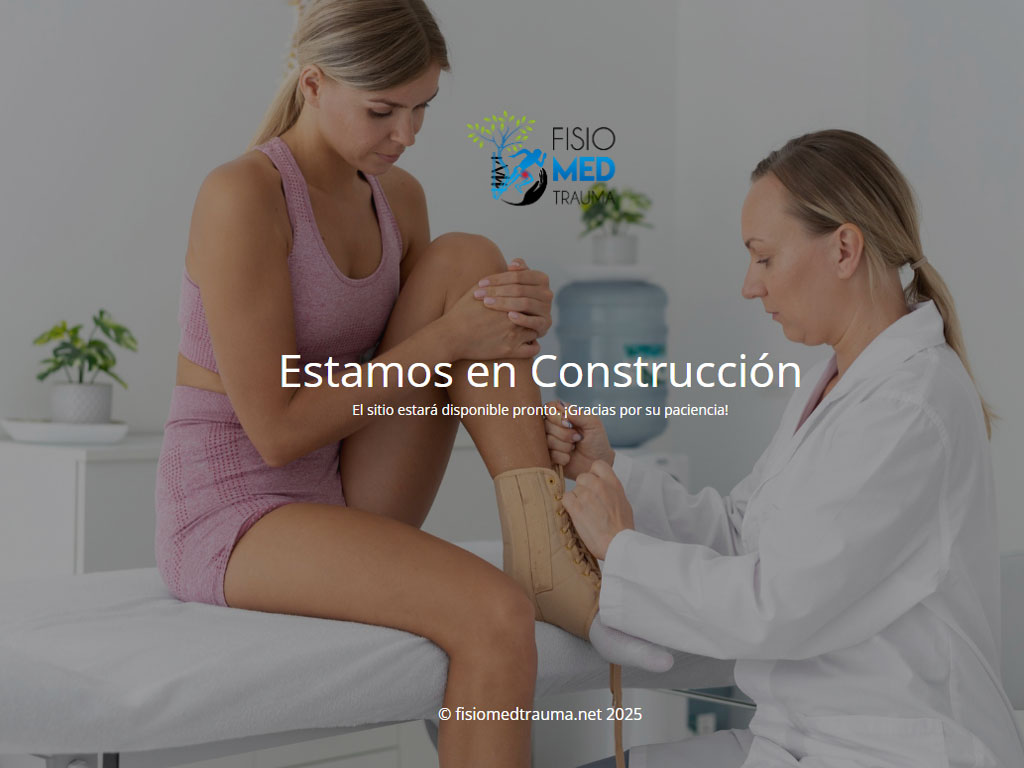 FISIO
MED
TRAUMA
Estamos en Construcción
El sitio estará disponible pronto. ¡Gracias por su paciencia!
© fisiomedtrauma.net 2025